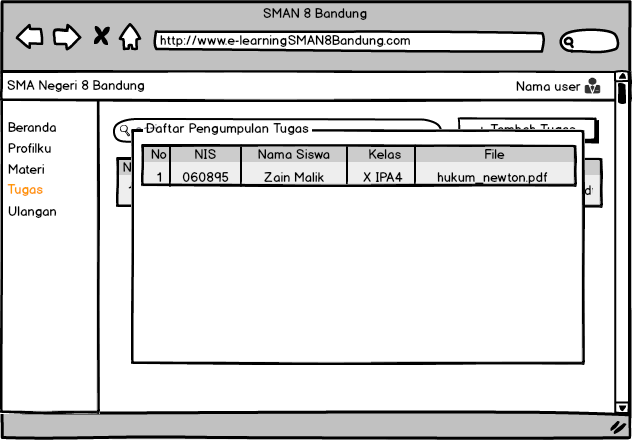 SMAN 8 Bandung
http://www.e-learningSMAN8Bandung.com
SMA Negeri 8 Bandung
Nama user
Beranda
Profilku
Materi
Tugas
Ulangan
+ Tambah Tugas
Daftar Pengumpulan Tugas
No NIS Nama Siswa Kelas File
1 060895 Zain Malik X IPA4 hukum_newton.pdf